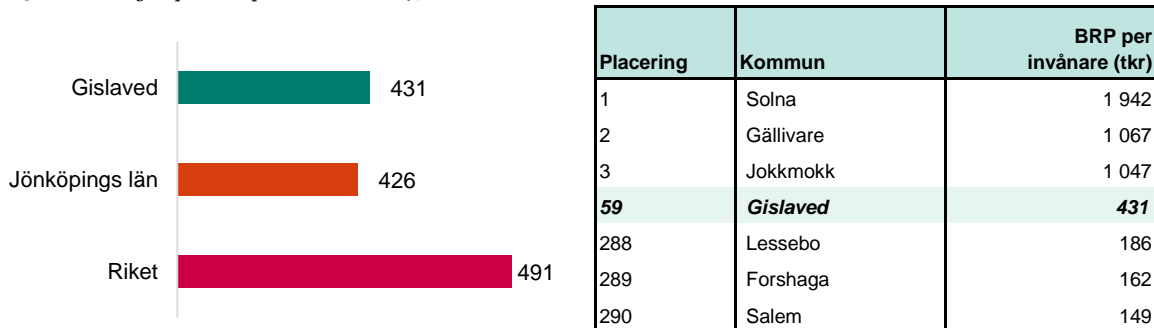 Gislaved 431
Jönköpings län 426
Riket 491
Placering Kommun BRP per invånare (tkr)
1 Solna 1 942
2 Gällivare 1 067
3 Jokkmokk 1 047
59 Gislaved 431
288 Lessebo 186
289 Forshaga 162
290 Salem 149